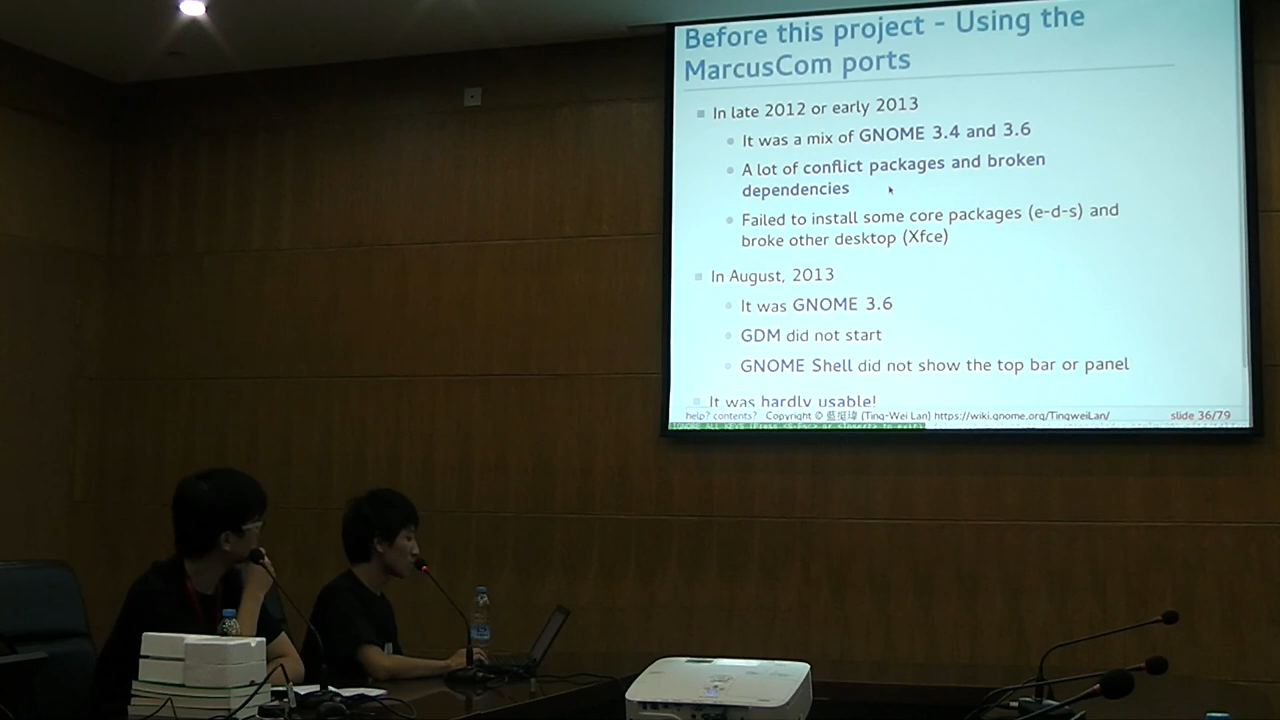 Before this project - Using the
MarcusCom ports
In late 2012 or early 2013
It was a mix of GNOME 3.4 and 3.6
A lot of conflict packages and broken
dependencies
Failed to install some core packages (e-d-s) and
broke other desktop (Xfce)
In August, 2013
It was GNOME 3.6
GDM did not start
GNOME Shell did not show the top bar or panel
It was hardly usable!
help? contents? Copyright © 藍挺瑋 (Ting-Wei Lan) https://wiki.gnome.org/TingweiLan/ slide 36/79